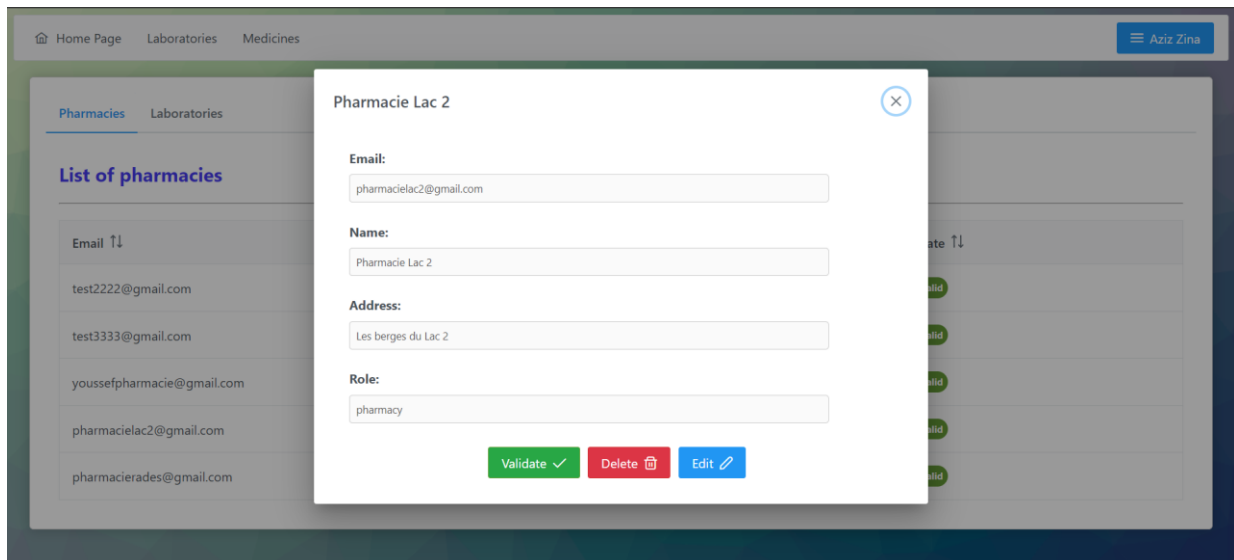 Home Page Laboratories Medicines Aziz Zina
Pharmacies Laboratories
List of pharmacies
Email
test2222@gmail.com
test3333@gmail.com
youssefpharmacie@gmail.com
pharmacielac2@gmail.com
pharmacierades@gmail.com
Pharmacie Lac 2
Email:
pharmacielac2@gmail.com
Name:
Pharmacie Lac 2
Address:
Les berges du Lac 2
Role:
pharmacy
Validate Delete Edit